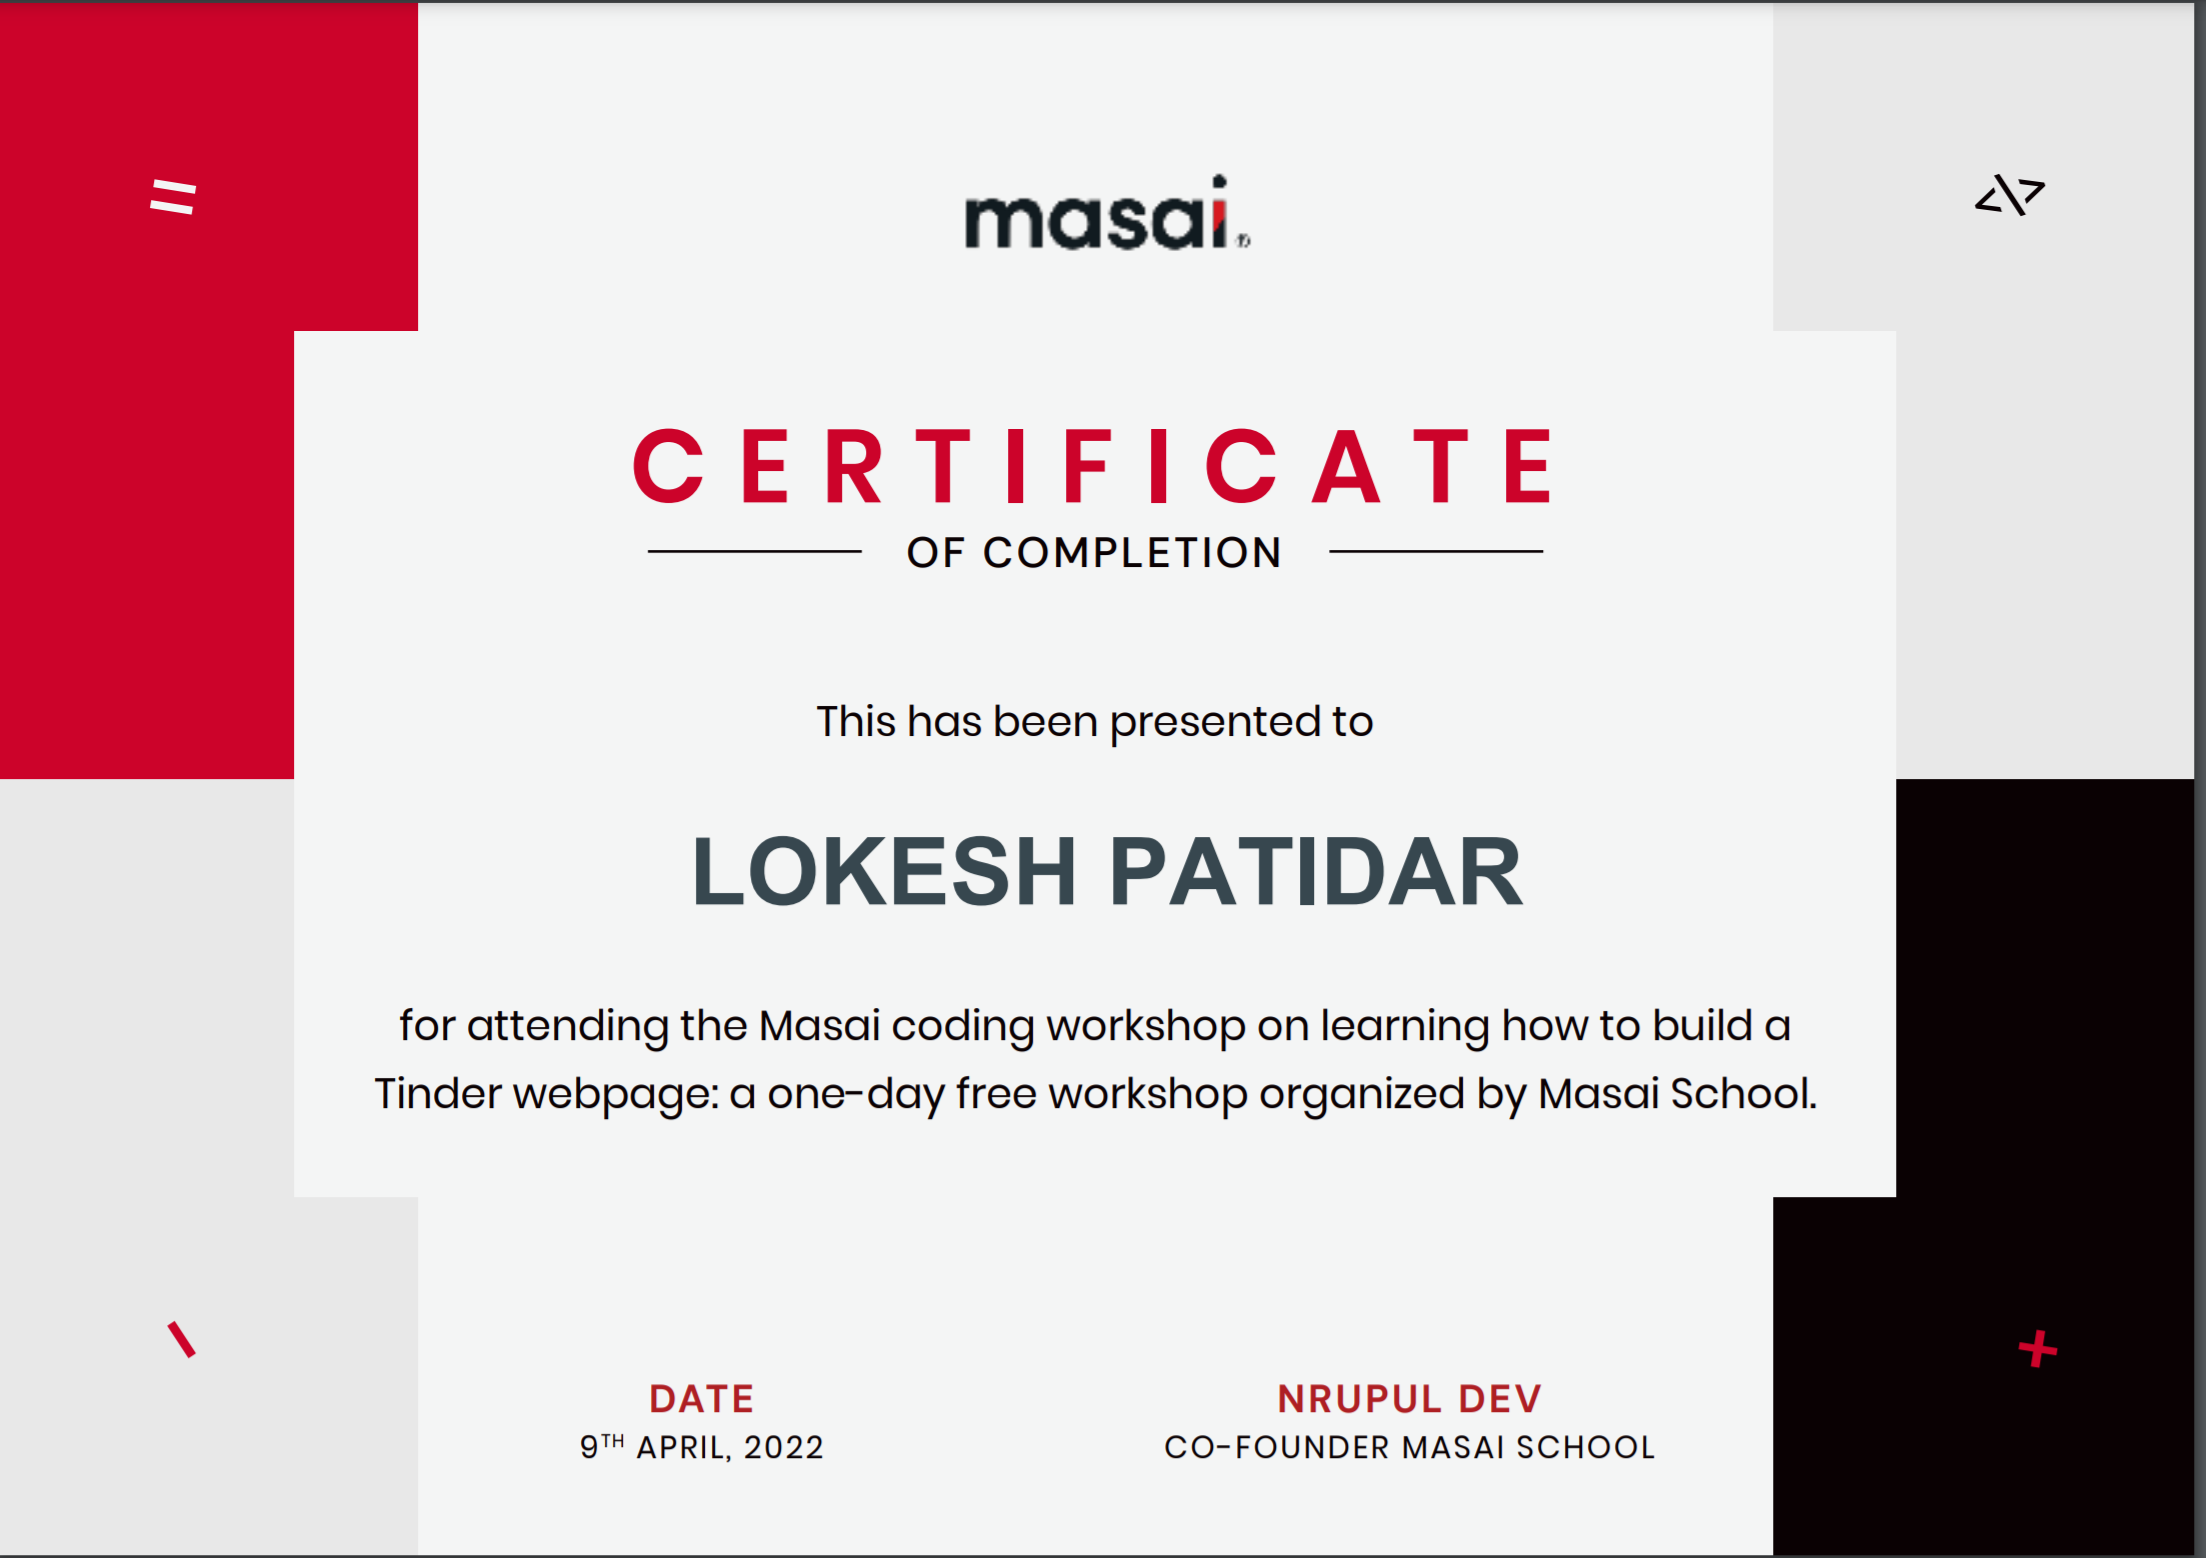 masai
CERTIFICATE
OF COMPLETION
This has been presented to
LOKESH PATIDAR
for attending the Masai coding workshop on learning how to build a
Tinder webpage: a one-day free workshop organized by Masai School.
DATE
9TH APRIL, 2022
NRUPUL DEV
CO-FOUNDER MASAI SCHOOL